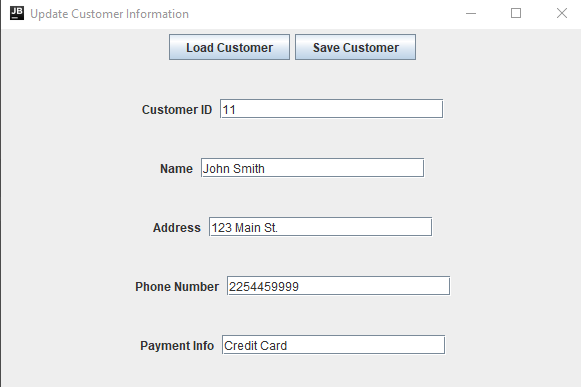 JB Update Customer Information
Load Customer Save Customer
Customer ID 11
Name John Smith
Address 123 Main St.
Phone Number 2254459999
Payment Info Credit Card